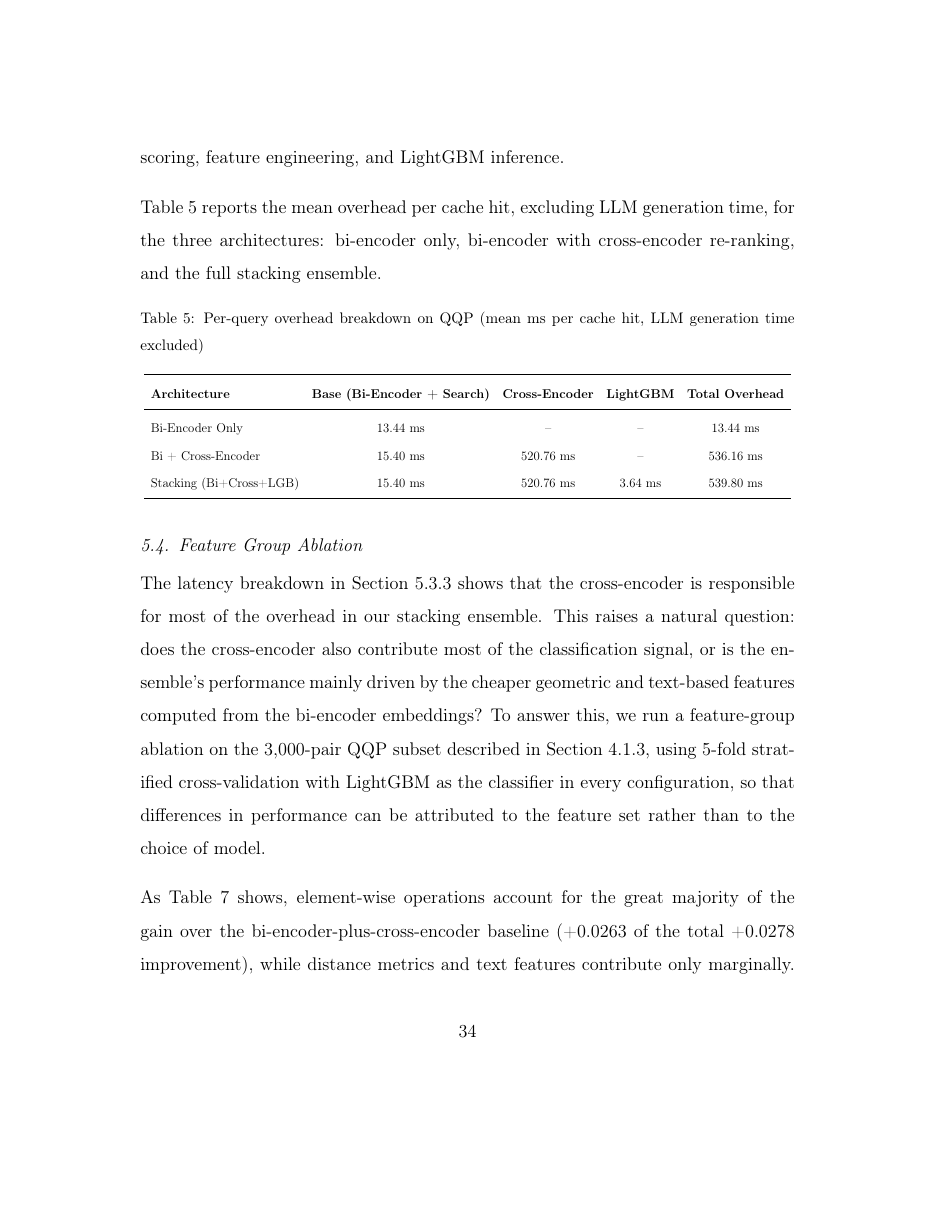 scoring, feature engineering, and LightGBM inference.
Table 5 reports the mean overhead per cache hit, excluding LLM generation time, for
the three architectures: bi-encoder only, bi-encoder with cross-encoder re-ranking,
and the full stacking ensemble.
Table 5: Per-query overhead breakdown on QQP (mean ms per cache hit, LLM generation time
excluded)
Architecture Base (Bi-Encoder + Search) Cross-Encoder LightGBM Total Overhead
Bi-Encoder Only 13.44 ms – – 13.44 ms
Bi + Cross-Encoder 15.40 ms 520.76 ms – 536.16 ms
Stacking (Bi+Cross+LGB) 15.40 ms 520.76 ms 3.64 ms 539.80 ms
5.4. Feature Group Ablation
The latency breakdown in Section 5.3.3 shows that the cross-encoder is responsible
for most of the overhead in our stacking ensemble. This raises a natural question:
does the cross-encoder also contribute most of the classification signal, or is the en-
semble's performance mainly driven by the cheaper geometric and text-based features
computed from the bi-encoder embeddings? To answer this, we run a feature-group
ablation on the 3,000-pair QQP subset described in Section 4.1.3, using 5-fold strat-
ified cross-validation with LightGBM as the classifier in every configuration, so that
differences in performance can be attributed to the feature set rather than to the
choice of model.
As Table 7 shows, element-wise operations account for the great majority of the
gain over the bi-encoder-plus-cross-encoder baseline (+0.0263 of the total +0.0278
improvement), while distance metrics and text features contribute only marginally.
34